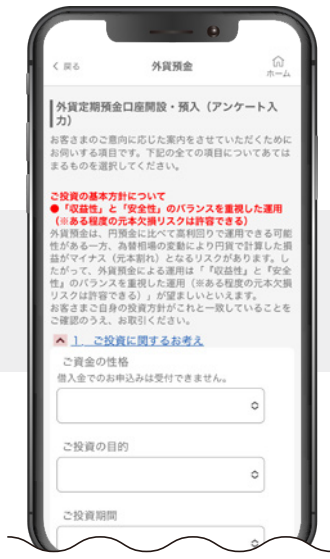 戻る 外貨預金 ホーム
外貨定期預金口座開設・預入（アンケート入
力）
お客さまのご意向に応じた案内をさせていただくために
お伺いする項目です。下記の全ての項目についてあては
まるものを選択してください。
ご投資の基本方針について
●「収益性」と「安全性」のバランスを重視した運用
（※ある程度の元本欠損リスクは許容できる）
外貨預金は、円預金に比べて高利回りで運用できる可能
性がある一方、為替相場の変動により円貨で計算した損
益がマイナス（元本割れ）となるリスクがあります。し
たがって、外貨預金による運用は「『収益性』と『安全
性』のバランスを重視した運用（※ある程度の元本欠損
リスクは許容できる）」が望ましいといえます。
お客さまご自身の投資方針がこれと一致していることを
ご確認のうえ、お取引ください。
1．ご投資に関するお考え
ご資金の性格
借入金でのお申込みは受付できません。
ご投資の目的
ご投資期間